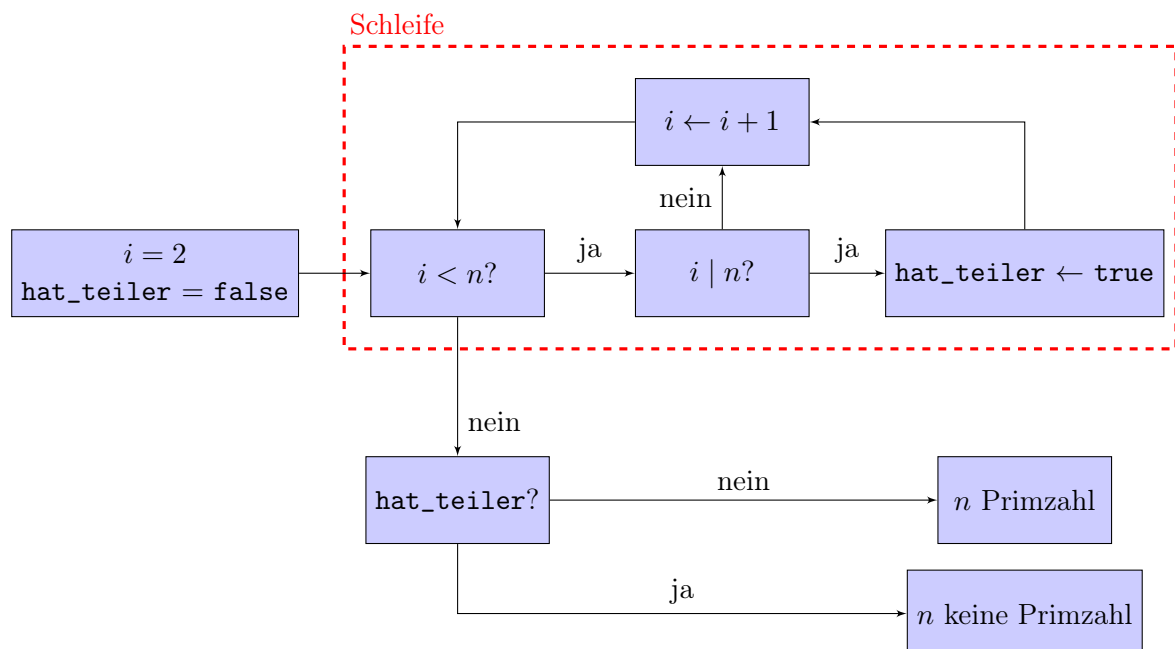 Schleife
i ← i + 1
nein
i = 2
hat_teiler = false
i < n?
ja
i | n?
ja
hat_teiler ← true
nein
hat_teiler?
nein
n Primzahl
ja
n keine Primzahl